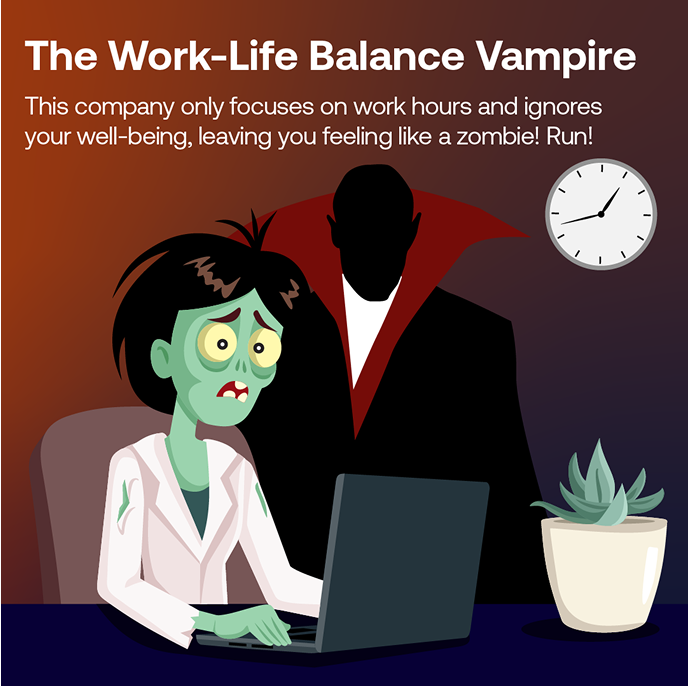 The Work-Life Balance Vampire
This company only focuses on work hours and ignores
your well-being, leaving you feeling like a zombie! Run!